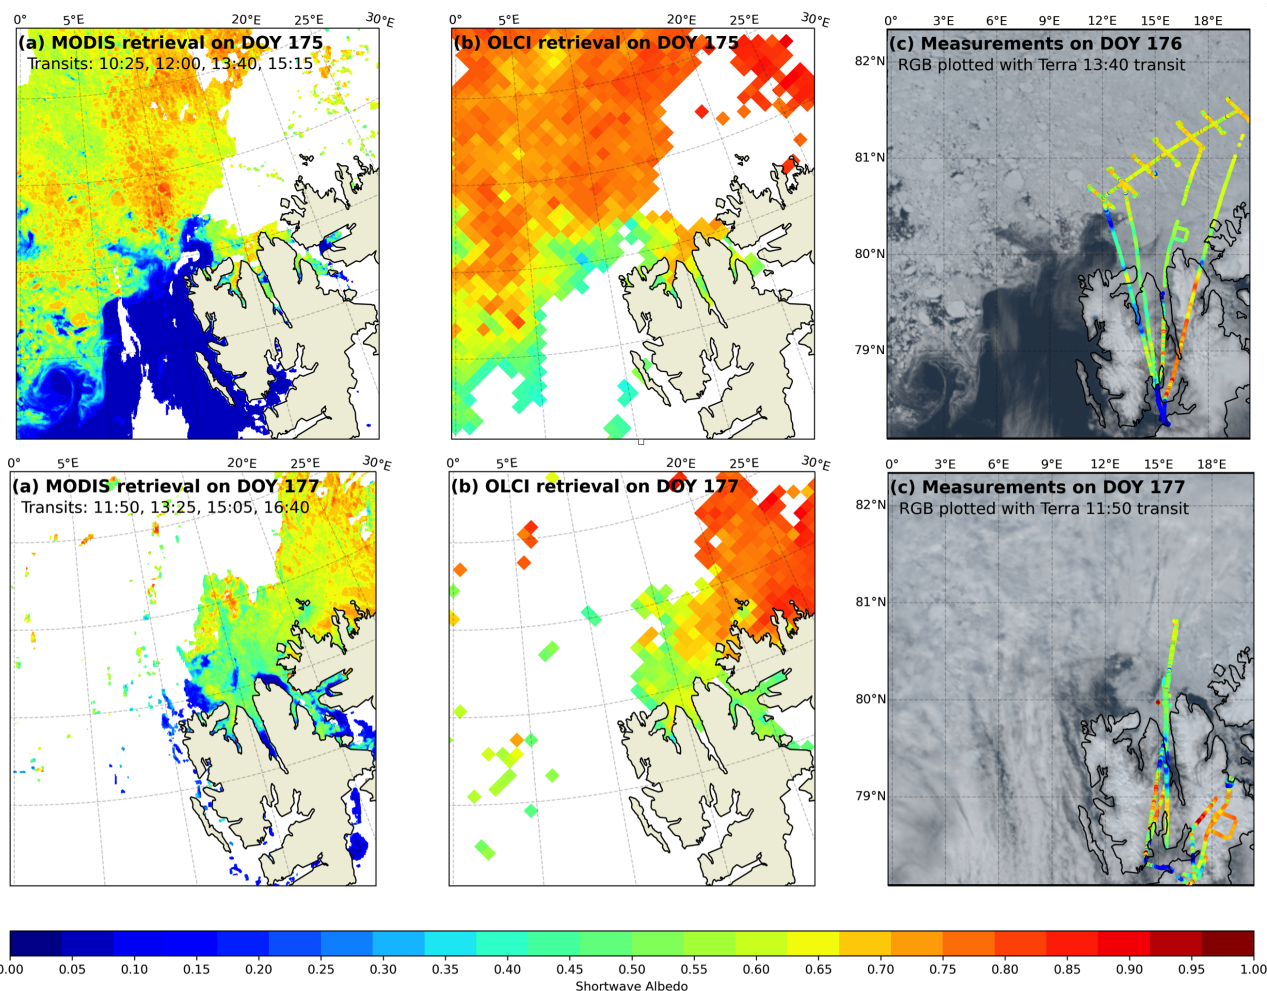 0° 5°E 20°E 25°E 30°E
0° 5°E 20°E 25°E 30°E
0° 3°E 6°E 9°E 12°E 15°E 18°E
(a) MODIS retrieval on DOY 175
Transits: 10:25, 12:00, 13:40, 15:15
(b) OLCI retrieval on DOY 175
(c) Measurements on DOY 176
RGB plotted with Terra 13:40 transit
82°N
81°N
80°N
79°N
0° 5°E 20°E 25°E 30°E
0° 5°E 20°E 25°E 30°E
0° 3°E 6°E 9°E 12°E 15°E 18°E
(a) MODIS retrieval on DOY 177
Transits: 11:50, 13:25, 15:05, 16:40
(b) OLCI retrieval on DOY 177
(c) Measurements on DOY 177
RGB plotted with Terra 11:50 transit
82°N
81°N
80°N
79°N
0.00 0.05 0.10 0.15 0.20 0.25 0.30 0.35 0.40 0.45 0.50 0.55 0.60 0.65 0.70 0.75 0.80 0.85 0.90 0.95 1.00
Shortwave Albedo